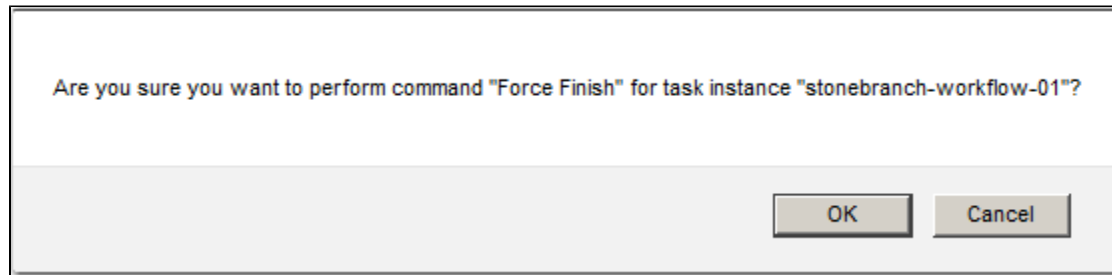 Are you sure you want to perform command "Force Finish" for task instance "stonebranch-workflow-01"?
OK
Cancel